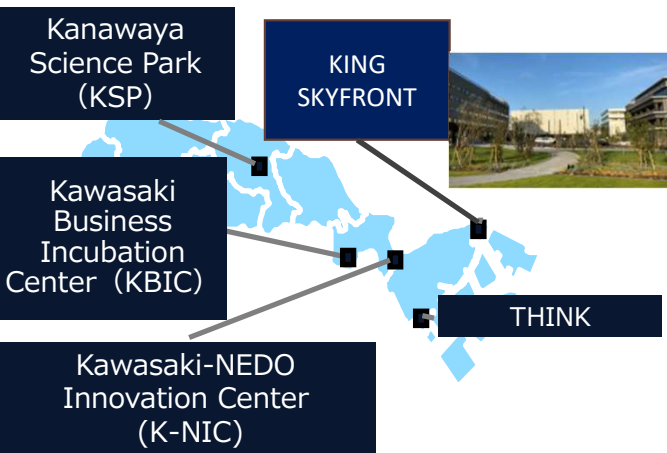 Kanawaya
Science Park
（KSP）
KING
SKYFRONT
Kawasaki
Business
Incubation
Center（KBIC）
THINK
Kawasaki-NEDO
Innovation Center
(K-NIC)